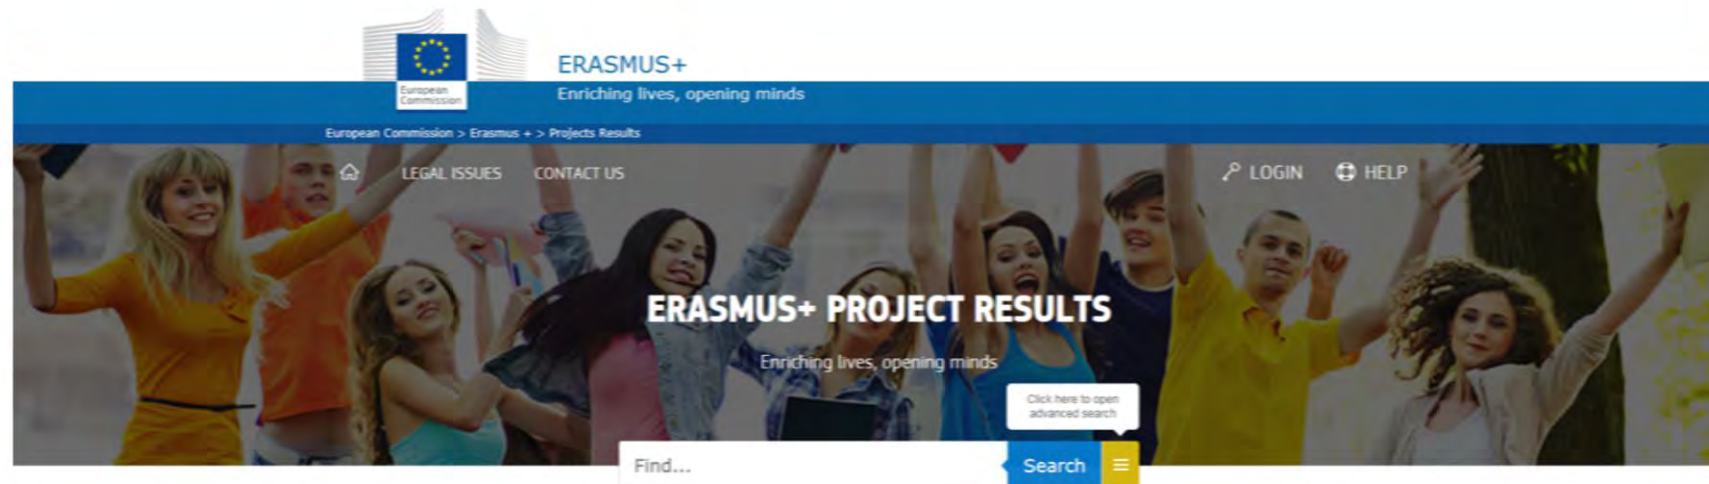 ERASMUS+
European
Commission
Enriching lives, opening minds
European Commission > Erasmus + > Projects Results
LEGAL ISSUES CONTACT US LOGIN HELP
ERASMUS+ PROJECT RESULTS
Enriching lives, opening minds
Click here to open
advanced search
Find... Search